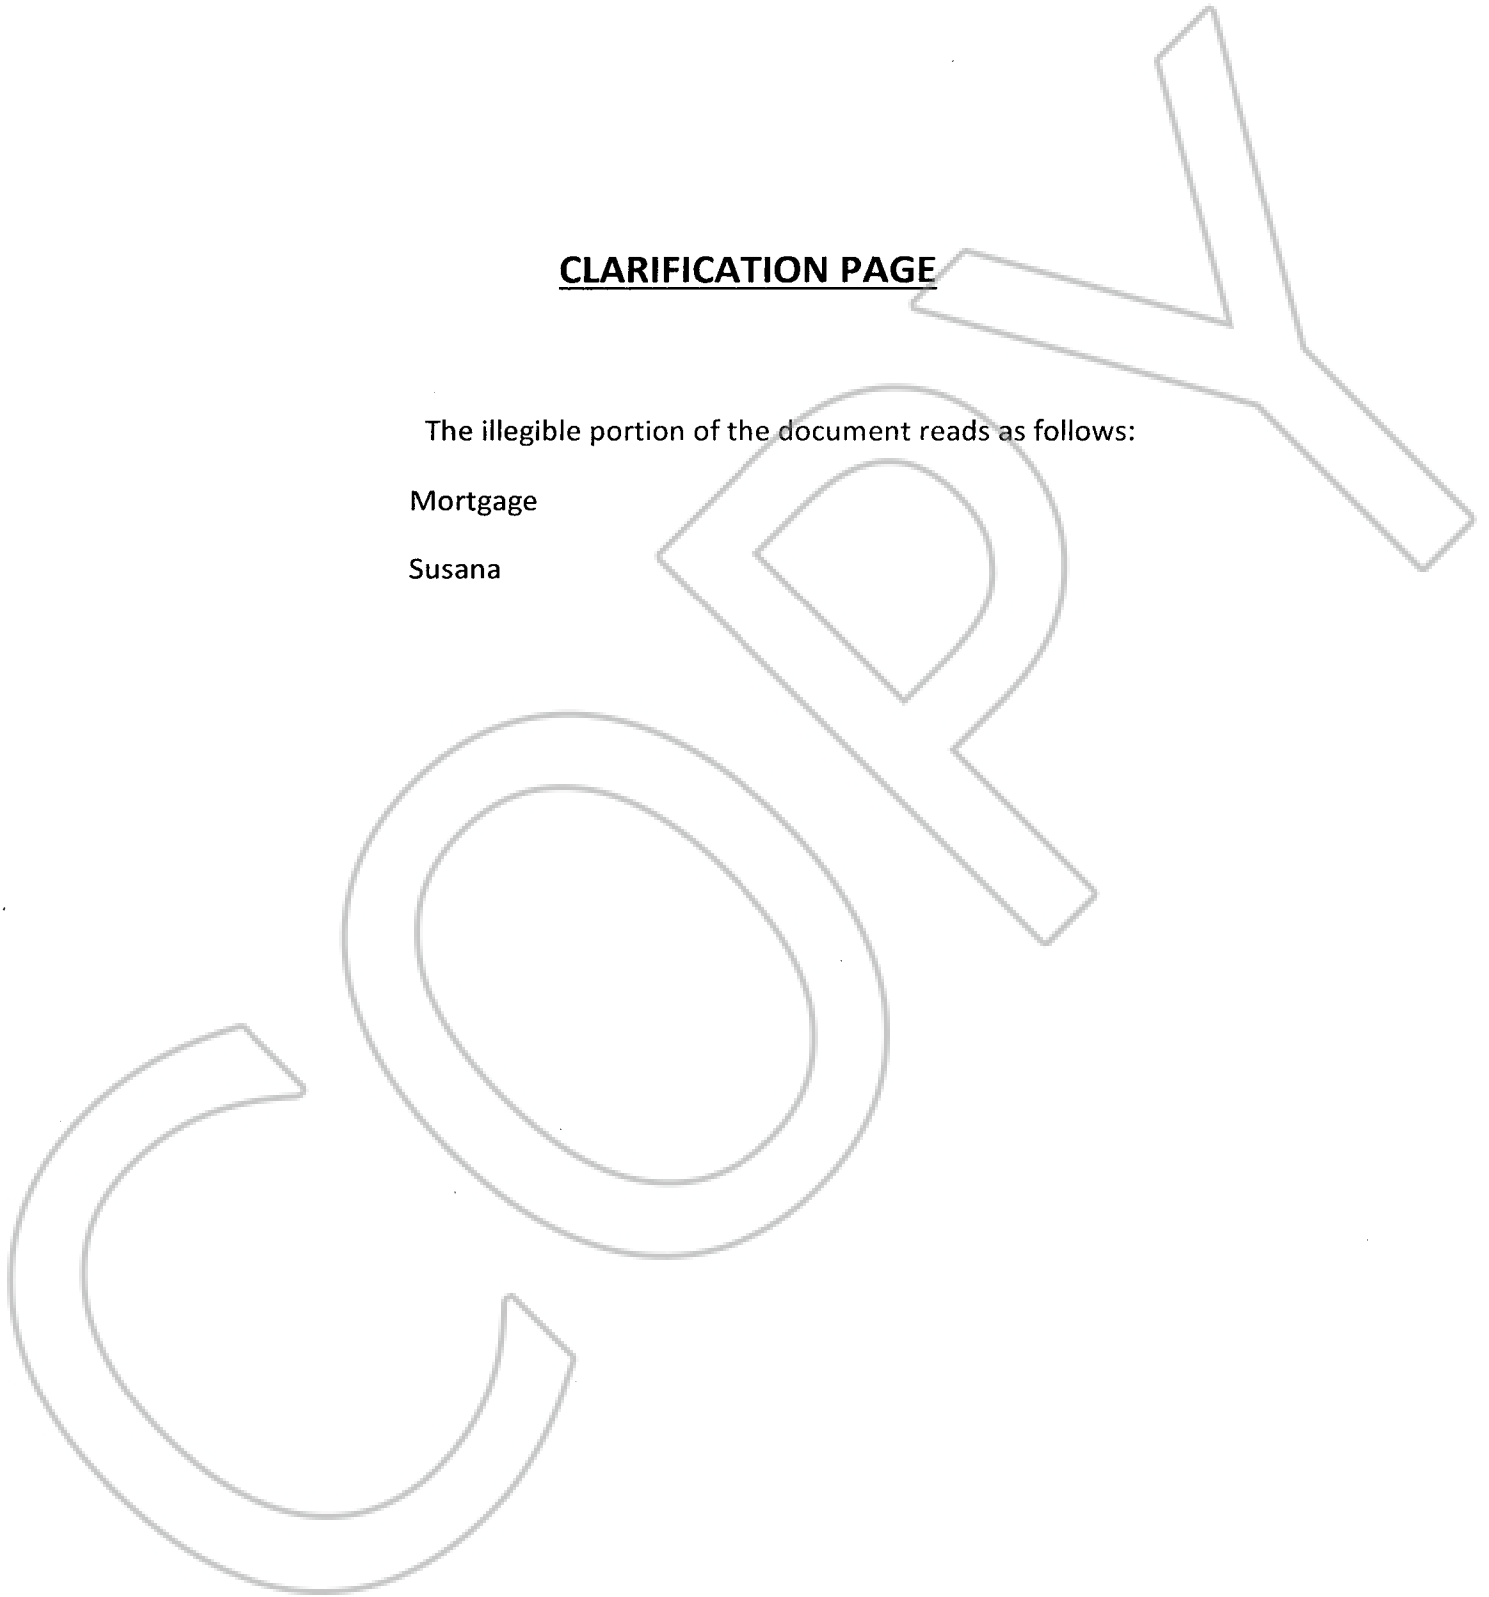 CLARIFICATION PAGE
The illegible portion of the document reads as follows:
Mortgage
Susana
COPY